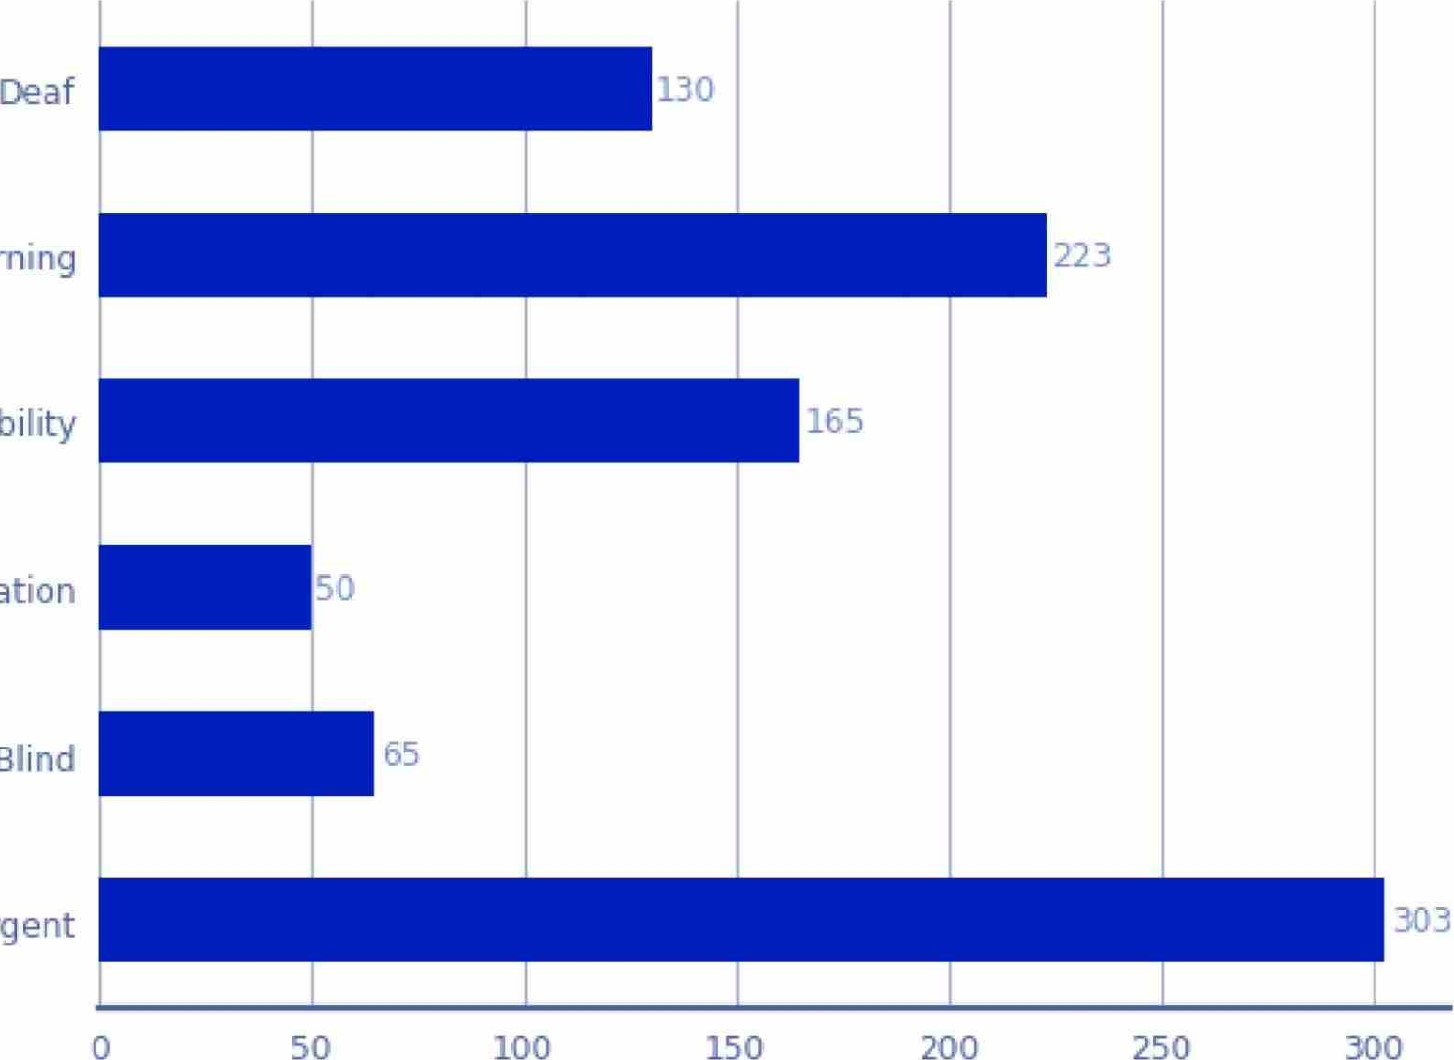 Deaf 130
rning 223
bility 165
ation 50
Blind 65
gent 303
0 50 100 150 200 250 300